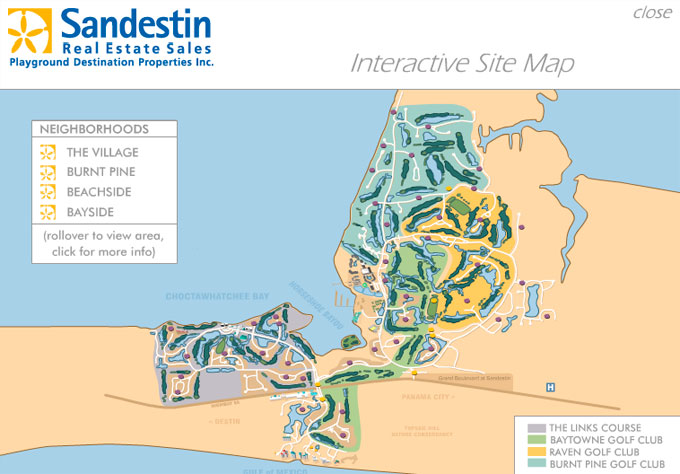 Sandestin
Real Estate Sales
Playground Destination Properties Inc.
close
Interactive Site Map
NEIGHBORHOODS
THE VILLAGE
BURNT PINE
BEACHSIDE
BAYSIDE
(rollover to view area,
click for more info)
CHOCTAWHATCHEE BAY
HORSESHOE BAYOU
Grand Boulevard at Sandestin
H
PANAMA CITY
~ DESTIN
TOPSAIL HILL
NATURE CONSERVANCY
GULF of MEXICO
THE LINKS COURSE
BAYTOWNE GOLF CLUB
RAVEN GOLF CLUB
BURNT PINE GOLF CLUB